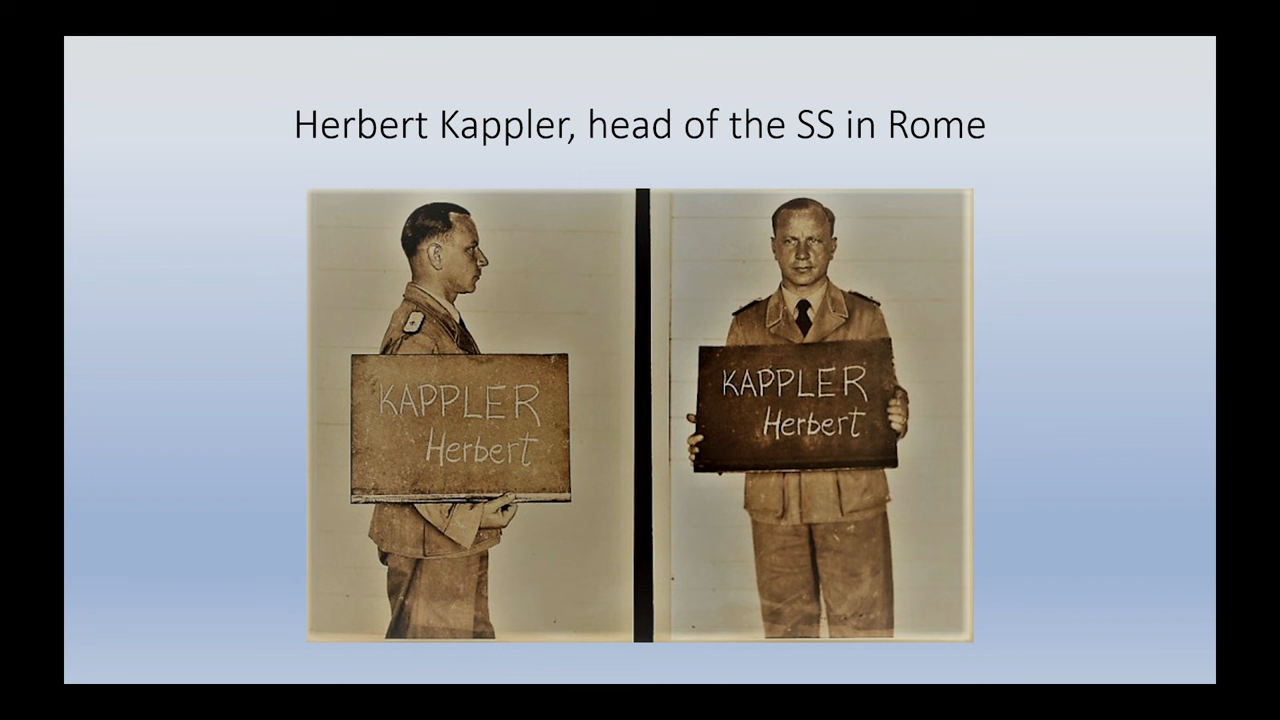 Herbert Kappler, head of the SS in Rome
KAPPLER
Herbert
KAPPLER
Herbert